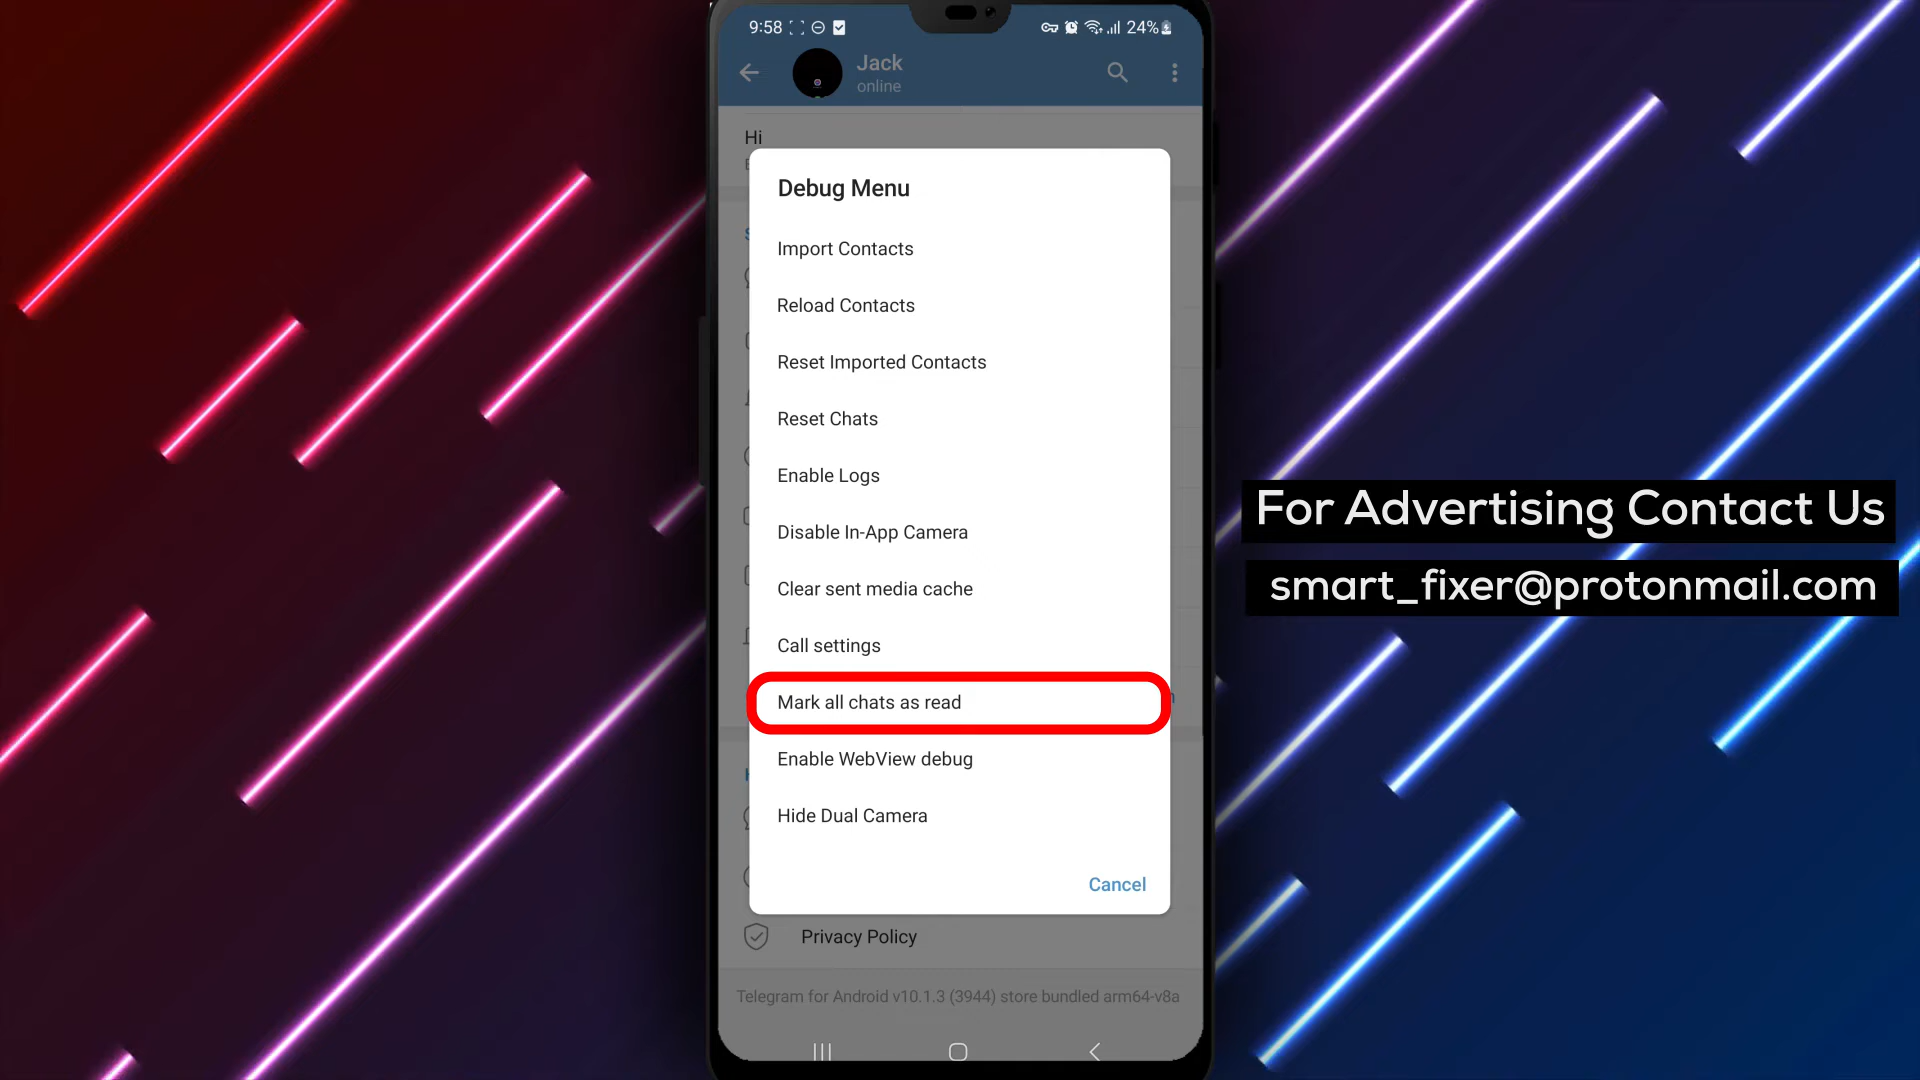 9:58 24%
Jack
online
Hi
Debug Menu
Import Contacts
Reload Contacts
Reset Imported Contacts
Reset Chats
Enable Logs
Disable In-App Camera
Clear sent media cache
Call settings
Mark all chats as read
Enable WebView debug
Hide Dual Camera
Cancel
Privacy Policy
Telegram for Android v10.1.3 (3944) store bundled arm64-v8a
For Advertising Contact Us
smart_fixer@protonmail.com